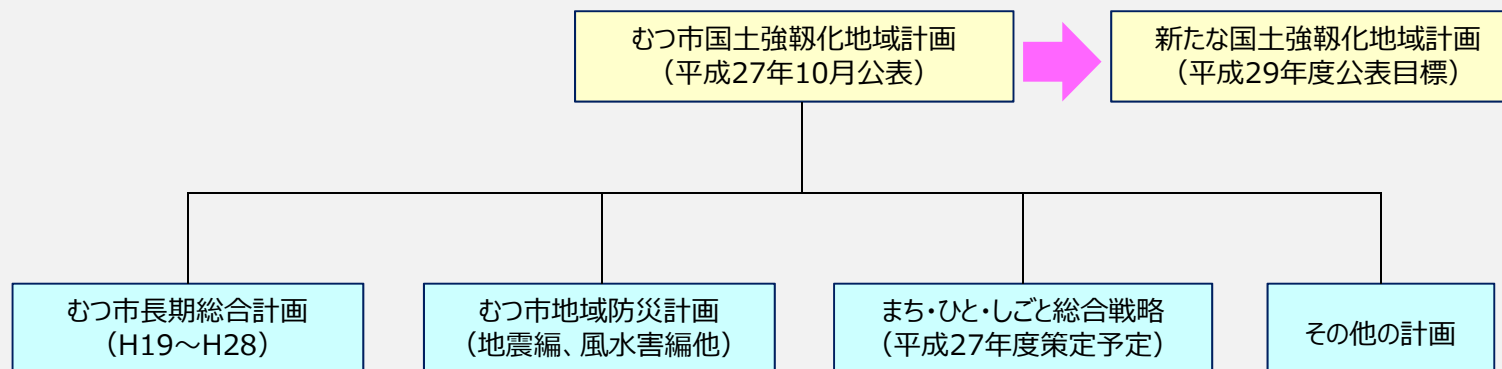 むつ市国土強靱化地域計画
（平成27年10月公表）
新たな国土強靱化地域計画
（平成29年度公表目標）
むつ市長期総合計画
（H19～H28）
むつ市地域防災計画
（地震編、風水害編他）
まち・ひと・しごと総合戦略
（平成27年度策定予定）
その他の計画